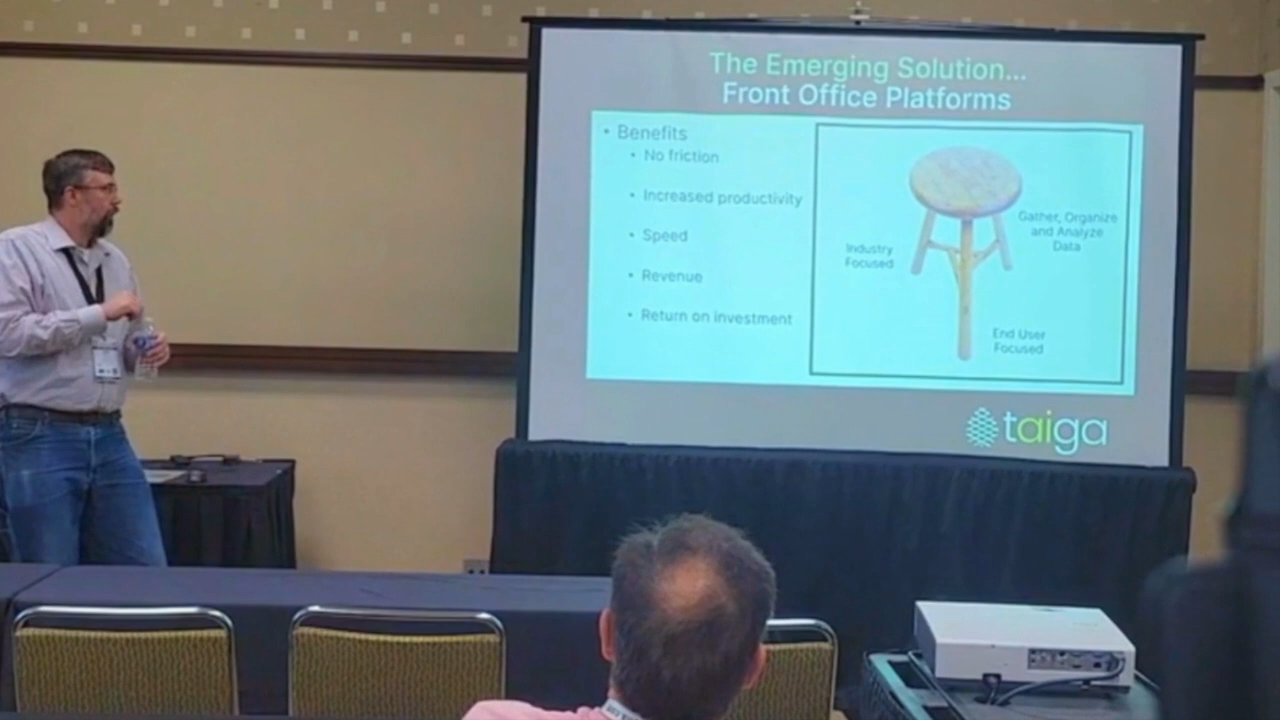 The Emerging Solution...
Front Office Platforms
• Benefits
• No friction
• Increased productivity
• Speed
• Revenue
• Return on investment
Industry
Focused
Gather, Organize
and Analyze
Data
End User
Focused
taiga